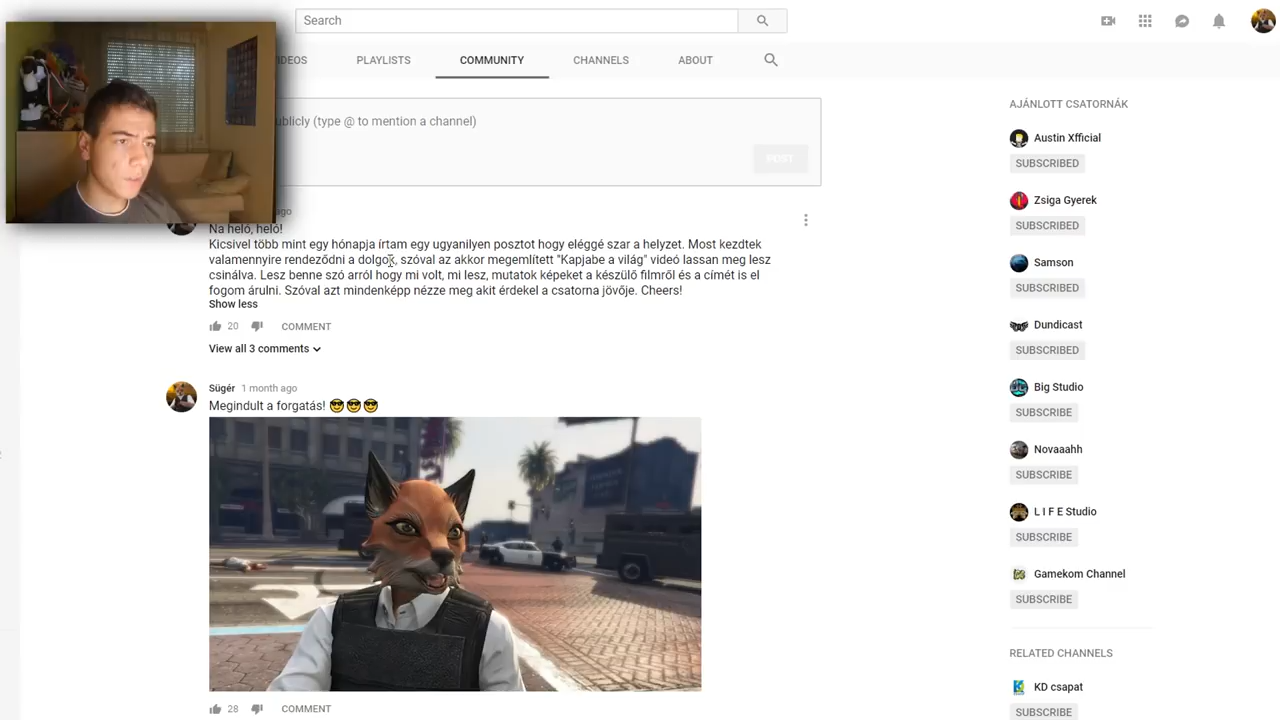 Search
VIDEOS
PLAYLISTS
COMMUNITY
CHANNELS
ABOUT
ublicly (type @ to mention a channel)
POST
ago
Na heló, heló!
Kicsivel több mint egy hónapja írtam egy ugyanilyen posztot hogy eléggé szar a helyzet. Most kezdtek
valamennyire rendeződni a dolgok, szóval az akkor megemlített "Kapjabe a világ" videó lassan meg lesz
csinálva. Lesz benne szó arról hogy mi volt, mi lesz, mutatok képeket a készülő filmről és a címét is el
fogom árulni. Szóval azt mindenképp nézze meg akit érdekel a csatorna jövője. Cheers!
Show less
20 COMMENT
View all 3 comments
Sügér 1 month ago
Megindult a forgatás! 😎😎😎
28 COMMENT
AJÁNLOTT CSATORNÁK
Austin Xfficial
SUBSCRIBED
Zsiga Gyerek
SUBSCRIBED
Samson
SUBSCRIBED
Dundicast
SUBSCRIBED
Big Studio
SUBSCRIBE
Novaaahh
SUBSCRIBE
L I F E Studio
SUBSCRIBE
Gamekom Channel
SUBSCRIBE
RELATED CHANNELS
KD csapat
SUBSCRIBE